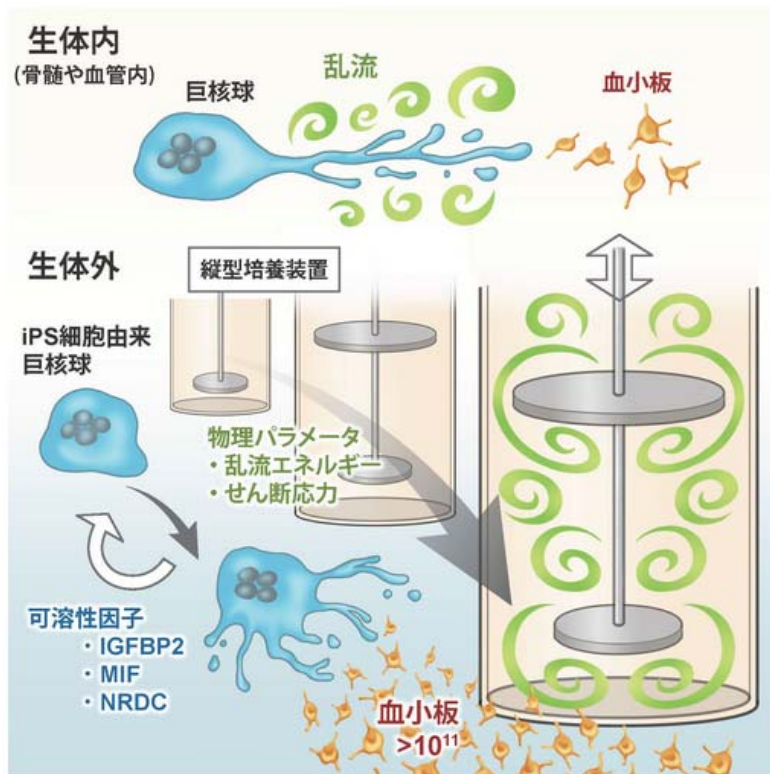 生体内
(骨髄や血管内)
巨核球
乱流
血小板
生体外
縦型培養装置
iPS細胞由来
巨核球
物理パラメータ
・乱流エネルギー
・せん断応力
可溶性因子
・IGFBP2
・MIF
・NRDC
血小板
>10¹¹